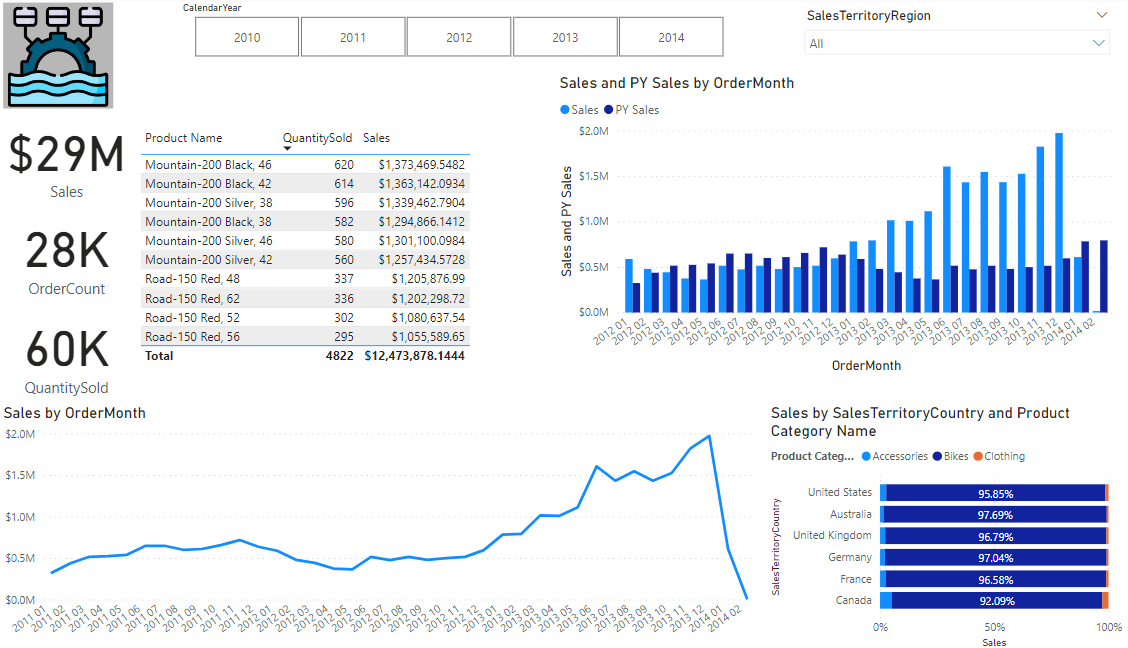 CalendarYear
2010 2011 2012 2013 2014
SalesTerritoryRegion
All
$29M
Sales
28K
OrderCount
60K
QuantitySold
Product Name QuantitySold Sales
Mountain-200 Black, 46 620 $1,373,469.5482
Mountain-200 Black, 42 614 $1,363,142.0934
Mountain-200 Silver, 38 596 $1,339,462.7904
Mountain-200 Black, 38 582 $1,294,866.1412
Mountain-200 Silver, 46 580 $1,301,100.0984
Mountain-200 Silver, 42 560 $1,257,434.5728
Road-150 Red, 48 337 $1,205,876.99
Road-150 Red, 62 336 $1,202,298.72
Road-150 Red, 52 302 $1,080,637.54
Road-150 Red, 56 295 $1,055,589.65
Total 4822 $12,473,878.1444
Sales and PY Sales by OrderMonth
Sales PY Sales
Sales and PY Sales
$2.0M
$1.5M
$1.0M
$0.5M
$0.0M
2012 01 2012 02 2012 03 2012 04 2012 05 2012 06 2012 07 2012 08 2012 09 2012 10 2012 11 2012 12 2013 01 2013 02 2013 03 2013 04 2013 05 2013 06 2013 07 2013 08 2013 09 2013 10 2013 11 2013 12 2014 01 2014 02
OrderMonth
Sales by OrderMonth
$2.0M
$1.5M
$1.0M
$0.5M
$0.0M
2011 01 2011 02 2011 03 2011 04 2011 05 2011 06 2011 07 2011 08 2011 09 2011 10 2011 11 2011 12 2012 01 2012 02 2012 03 2012 04 2012 05 2012 06 2012 07 2012 08 2012 09 2012 10 2012 11 2012 12 2013 01 2013 02 2013 03 2013 04 2013 05 2013 06 2013 07 2013 08 2013 09 2013 10 2013 11 2013 12 2014 01 2014 02
Sales by SalesTerritoryCountry and Product
Category Name
Product Categ... Accessories Bikes Clothing
SalesTerritoryCountry
United States 95.85%
Australia 97.69%
United Kingdom 96.79%
Germany 97.04%
France 96.58%
Canada 92.09%
0% 50% 100%
Sales